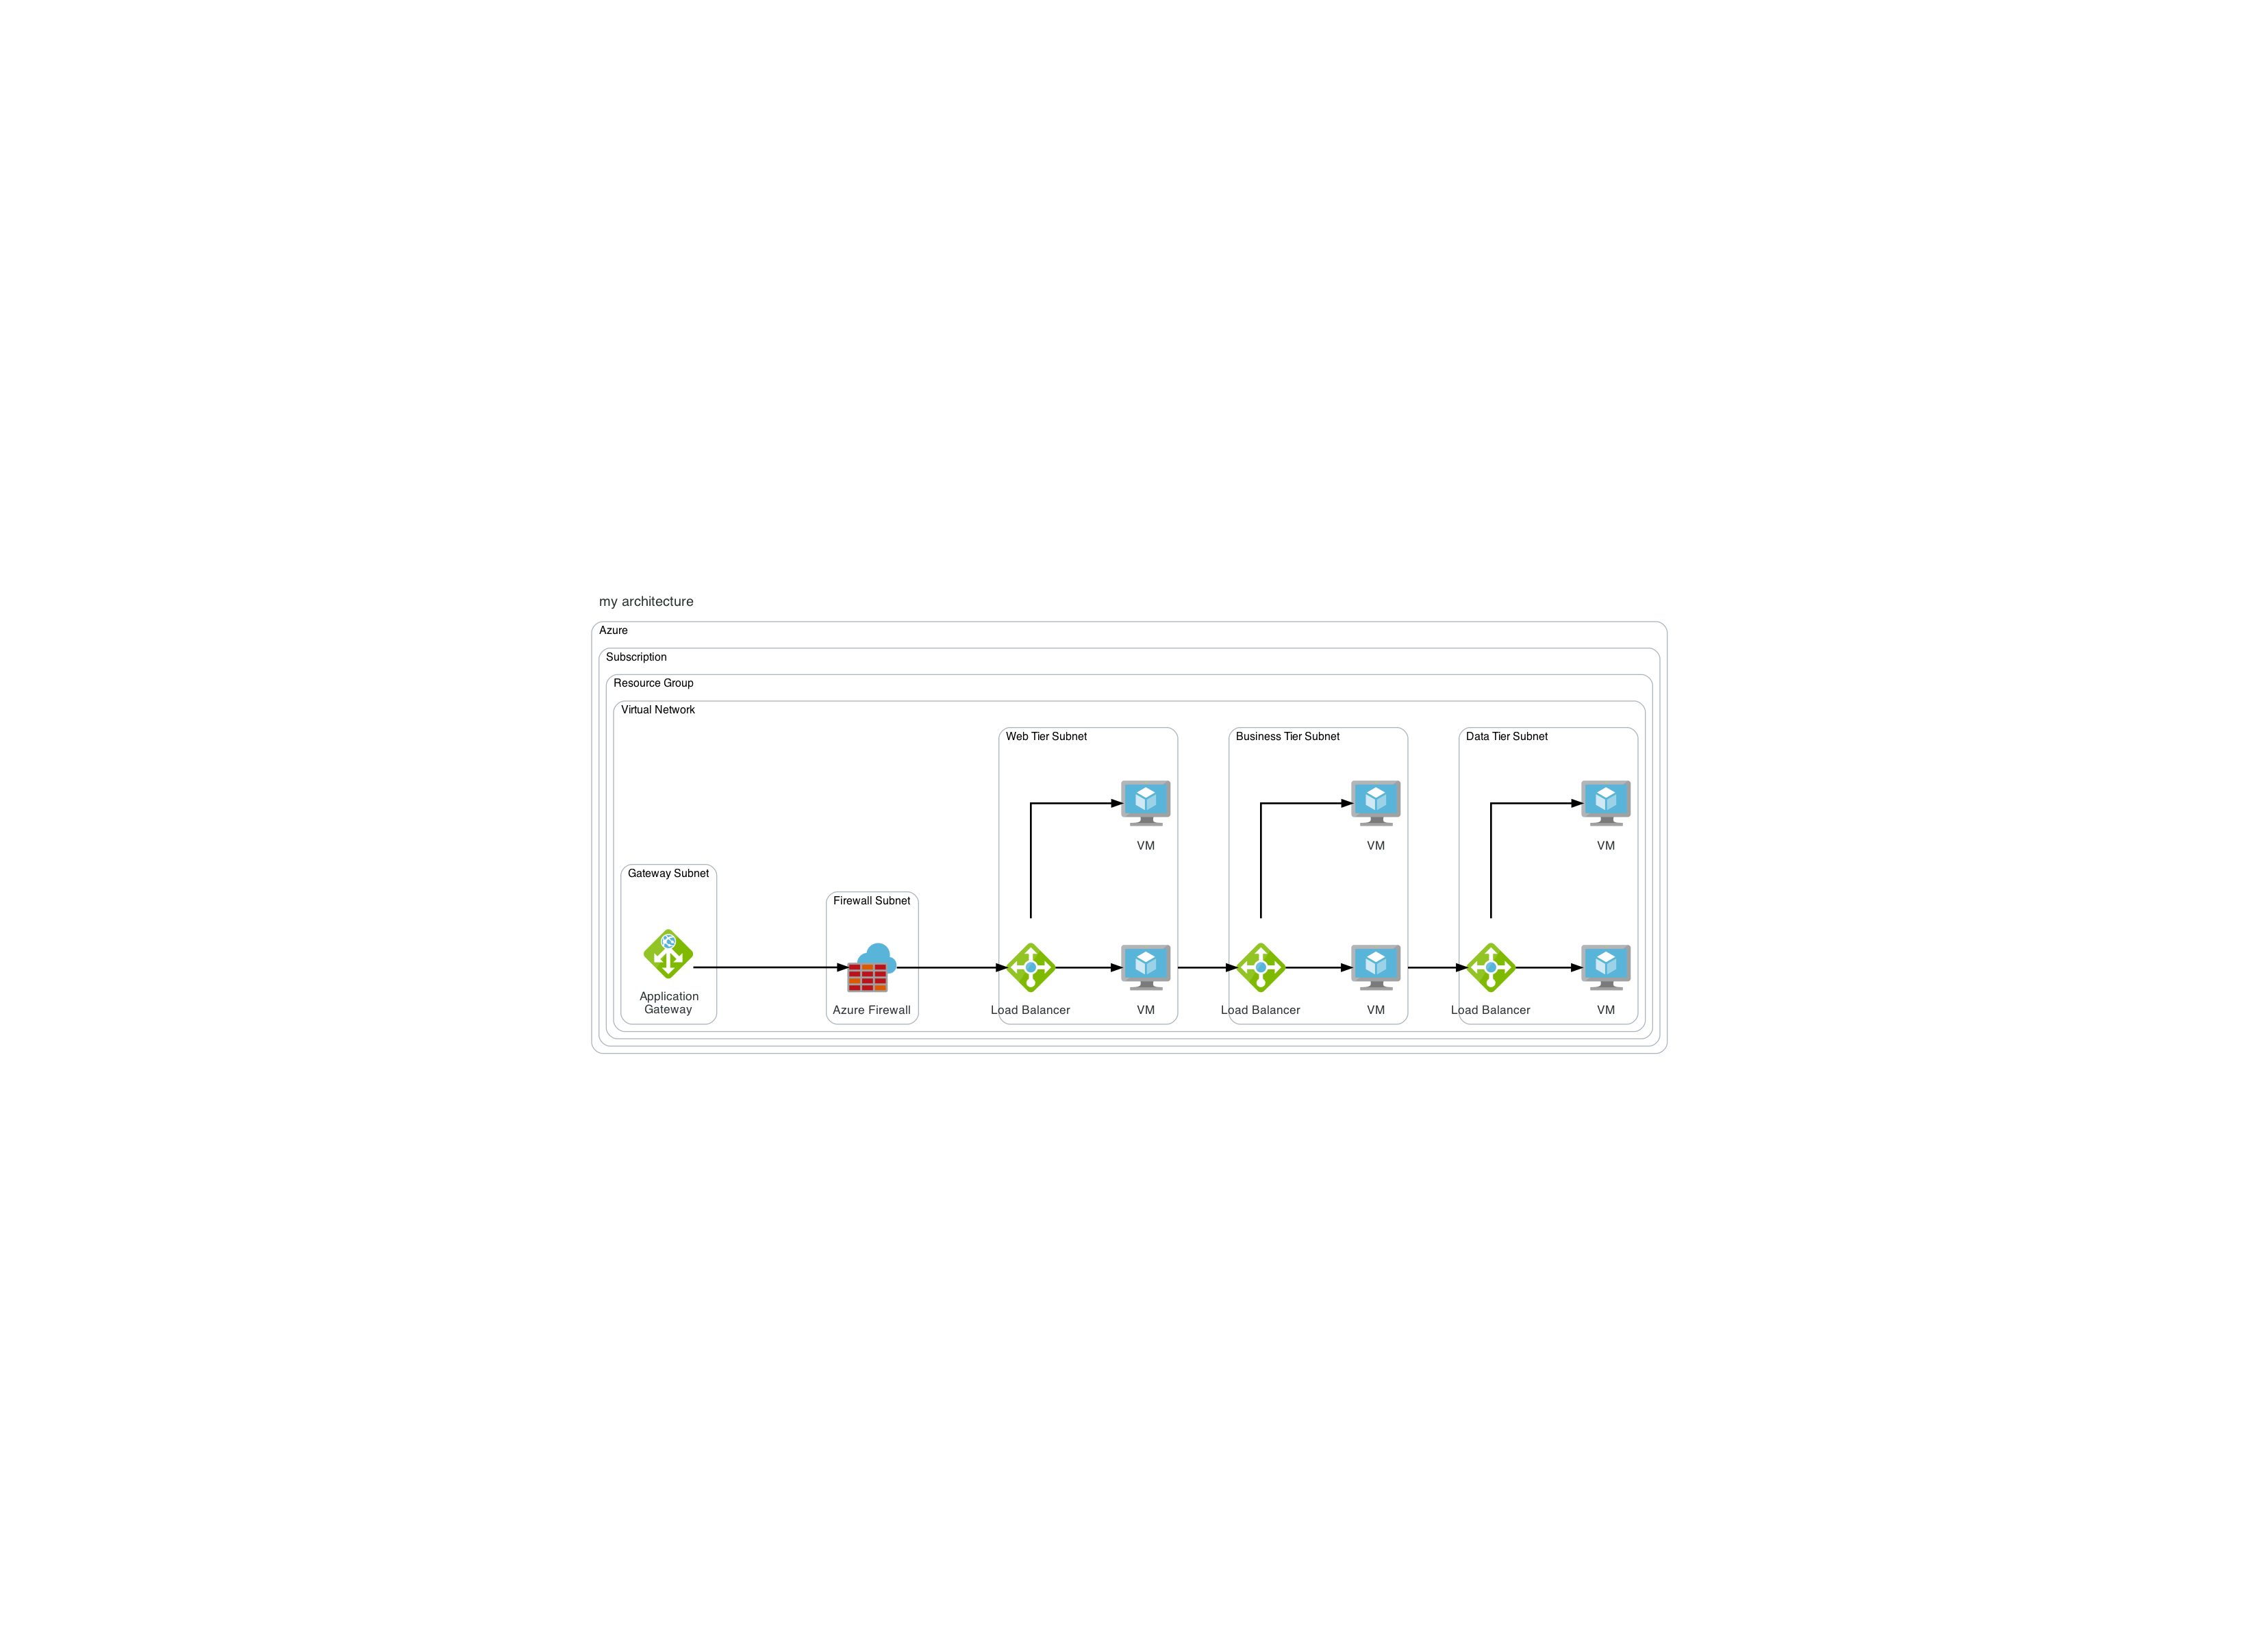 my architecture
Azure
Subscription
Resource Group
Virtual Network
Web Tier Subnet
Business Tier Subnet
Data Tier Subnet
VM
VM
VM
Gateway Subnet
Firewall Subnet
Application
Gateway
Azure Firewall
Load Balancer
VM
Load Balancer
VM
Load Balancer
VM